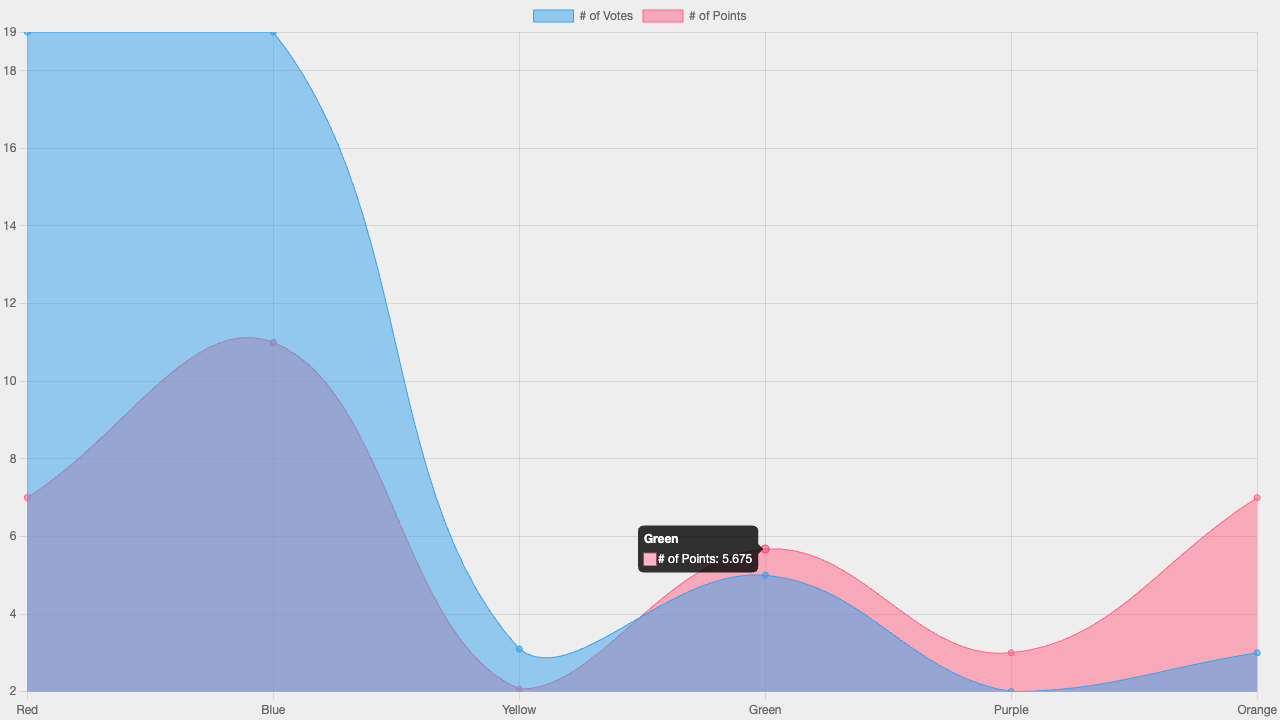 # of Votes # of Points
19
18
16
14
12
10
8
6
4
2
Green
# of Points: 5.675
Red Blue Yellow Green Purple Orange